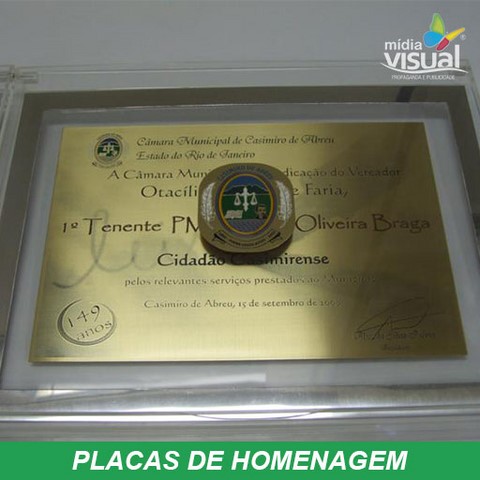 mídia
visual
PROPAGANDA E PUBLICIDADE
Câmara Municipal de Casimiro de Abreu
Estado do Rio de Janeiro
A Câmara Mun dicação do Vereador
Otacíli e Faria,
1º Tenente PM Oliveira Braga
Cidadão Casimirense
pelos relevantes serviços prestados ao
Casimiro de Abreu, 15 de setembro de
149
anos
PLACAS DE HOMENAGEM